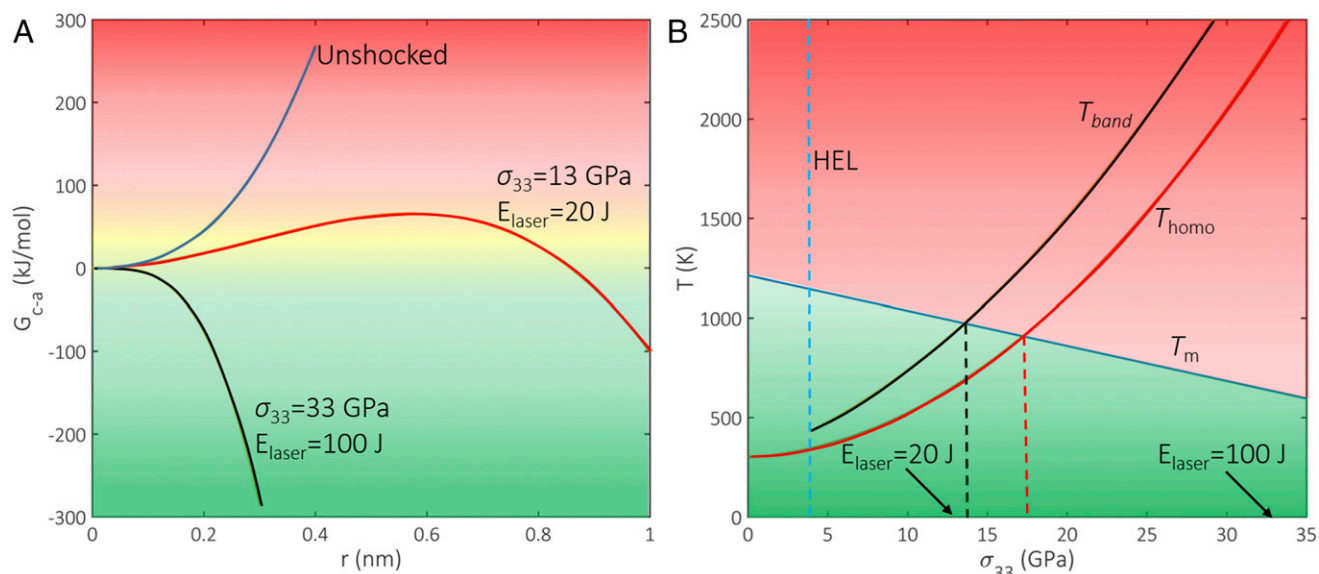 A
300
200
100
0
-100
-200
-300
G_c-a (kJ/mol)
Unshocked
σ33=13 GPa
E_laser=20 J
σ33=33 GPa
E_laser=100 J
0
0.2
0.4
0.6
0.8
1
r (nm)
B
2500
2000
1500
1000
500
0
T (K)
HEL
T_band
T_homo
T_m
E_laser=20 J
E_laser=100 J
0
5
10
15
20
25
30
35
σ33 (GPa)